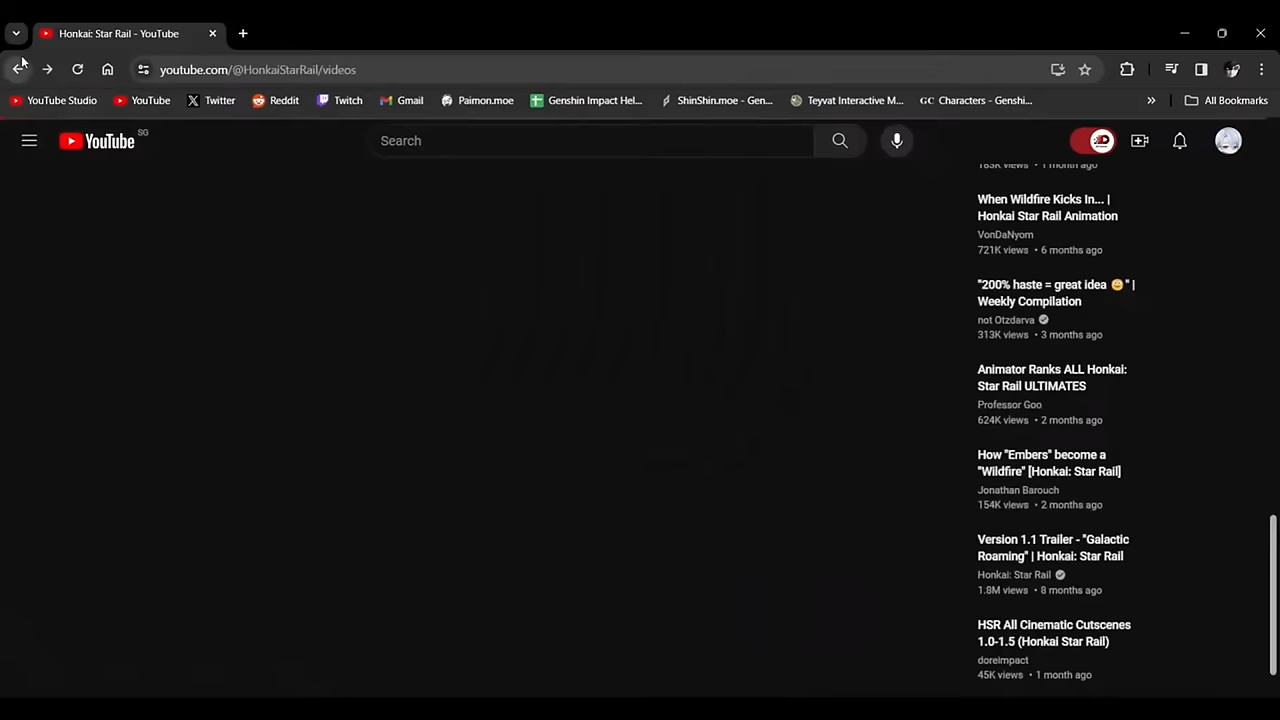 Honkai: Star Rail - YouTube
youtube.com/@HonkaiStarRail/videos
YouTube Studio
YouTube
Twitter
Reddit
Twitch
Gmail
Paimon.moe
Genshin Impact Hel...
ShinShin.moe - Gen...
Teyvat Interactive M...
GC Characters - Genshi...
» All Bookmarks
YouTube SG
Search
183K views • 1 month ago
When Wildfire Kicks In... |
Honkai Star Rail Animation
VonDaNyom
721K views • 6 months ago
"200% haste = great idea 😄" |
Weekly Compilation
not Otzdarva
313K views • 3 months ago
Animator Ranks ALL Honkai:
Star Rail ULTIMATES
Professor Goo
624K views • 2 months ago
How "Embers" become a
"Wildfire" [Honkai: Star Rail]
Jonathan Barouch
154K views • 2 months ago
Version 1.1 Trailer - "Galactic
Roaming" | Honkai: Star Rail
Honkai: Star Rail
1.8M views • 8 months ago
HSR All Cinematic Cutscenes
1.0-1.5 (Honkai Star Rail)
doreimpact
45K views • 1 month ago